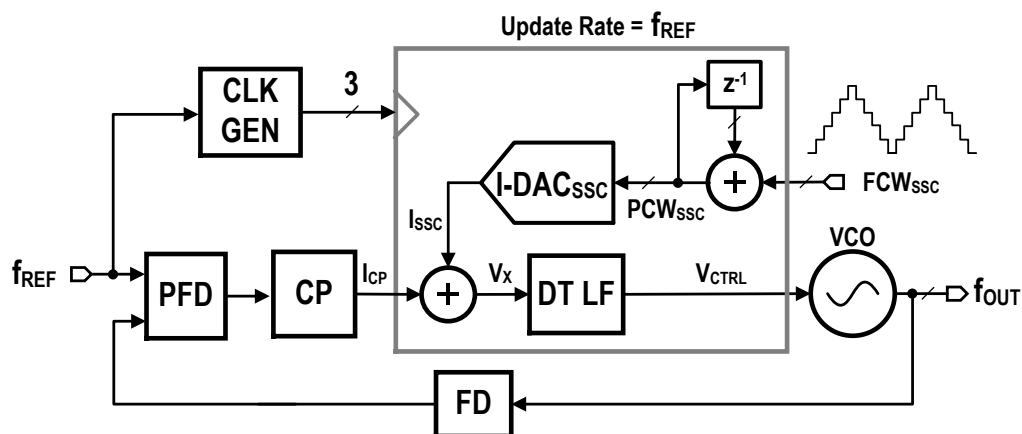 Update Rate = fREF
CLK
GEN
3
z-1
I-DACSSC
PCWSSC
FCWSSC
ISSC
VCO
fREF
PFD
CP
ICP
VX
DT LF
VCTRL
fOUT
FD